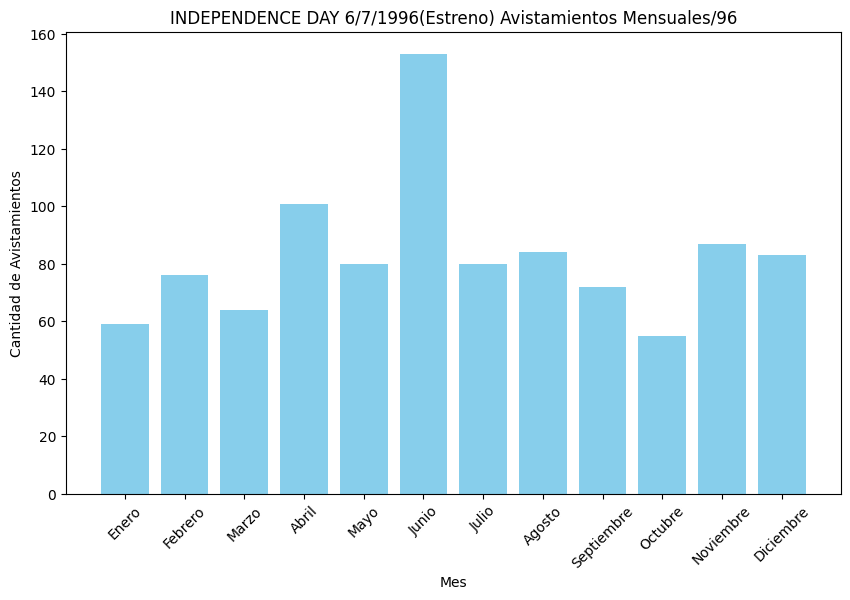 INDEPENDENCE DAY 6/7/1996(Estreno) Avistamientos Mensuales/96
Cantidad de Avistamientos
160
140
120
100
80
60
40
20
0
Enero
Febrero
Marzo
Abril
Mayo
Junio
Julio
Agosto
Septiembre
Octubre
Noviembre
Diciembre
Mes